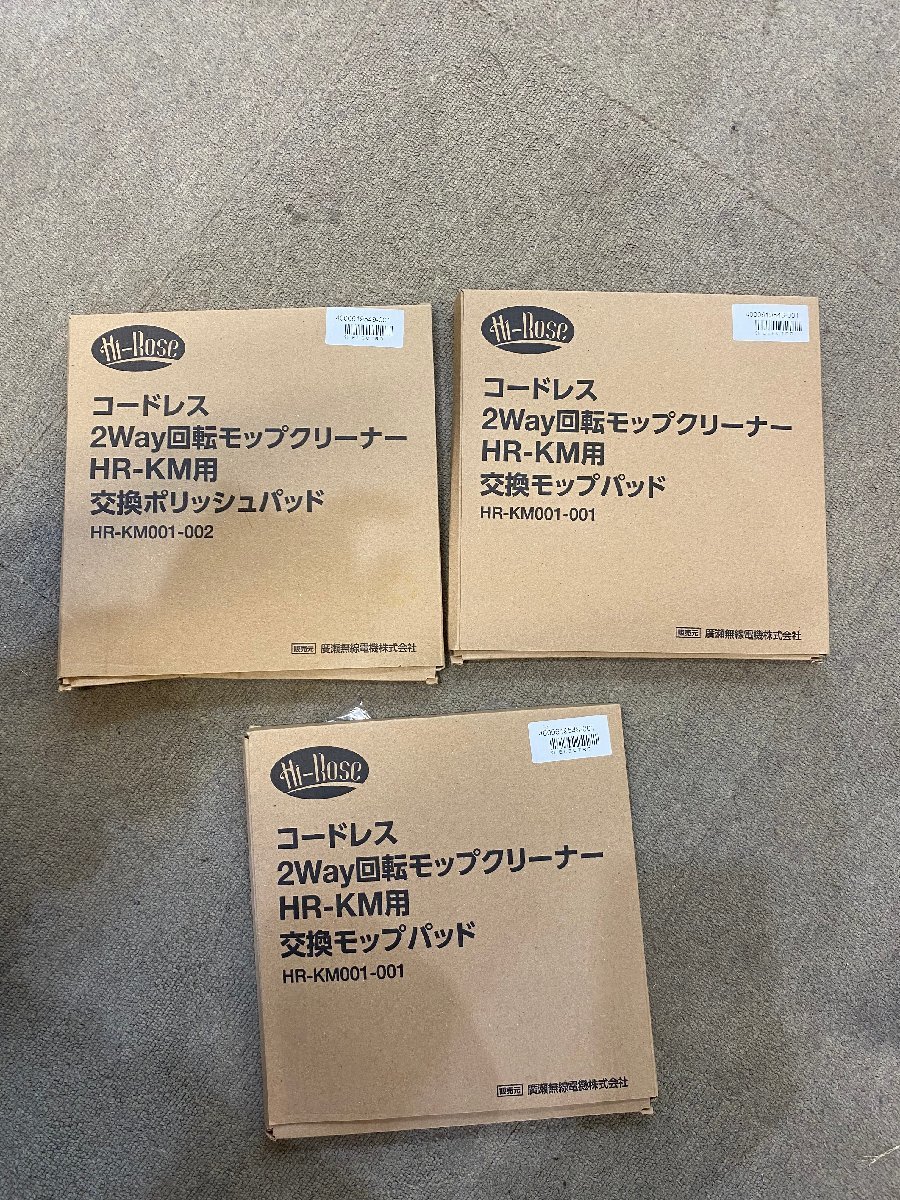 Hi-Rose
コードレス
2Way回転モップクリーナー
HR-KM用
交換ポリッシュパッド
HR-KM001-002
販売元 廣瀬無線電機株式会社
Hi-Rose
コードレス
2Way回転モップクリーナー
HR-KM用
交換モップパッド
HR-KM001-001
販売元 廣瀬無線電機株式会社
Hi-Rose
コードレス
2Way回転モップクリーナー
HR-KM用
交換モップパッド
HR-KM001-001
販売元 廣瀬無線電機株式会社